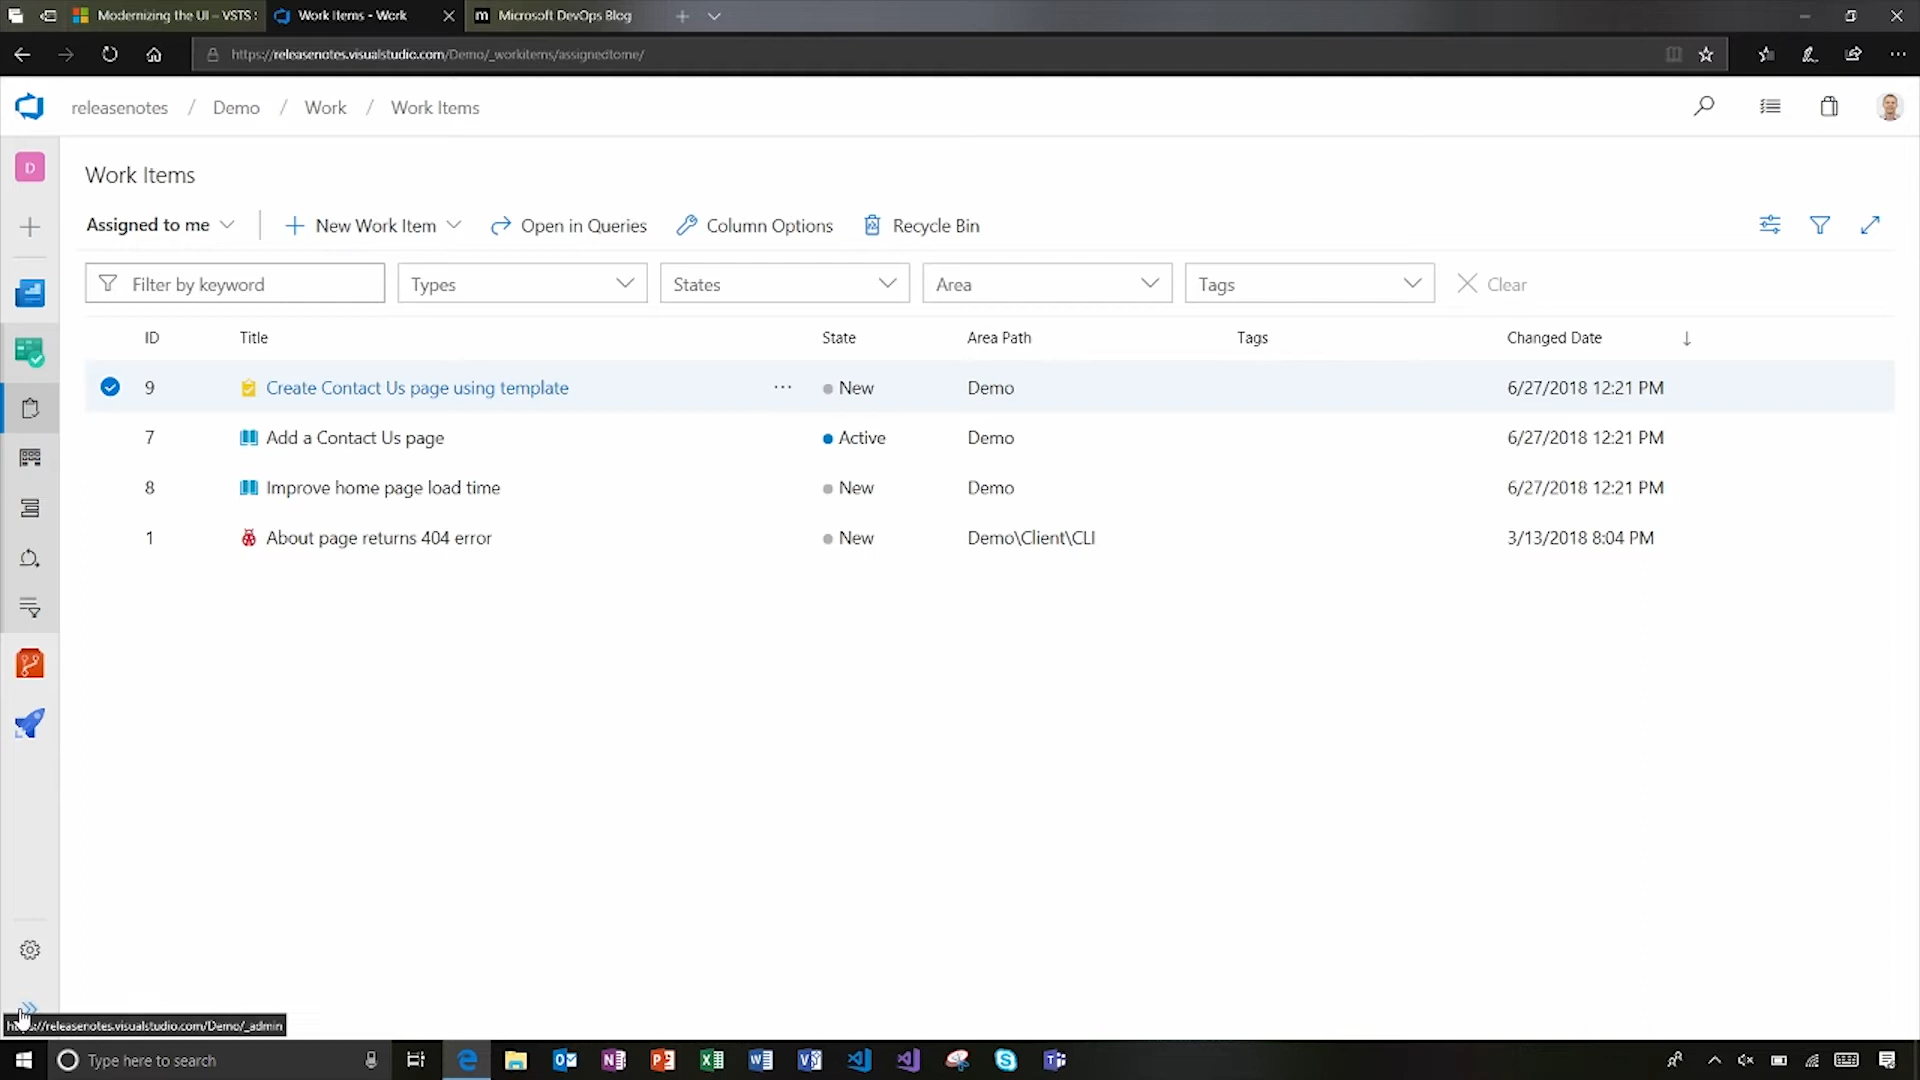 Modernizing the UI – VSTS
Work Items - Work
Microsoft DevOps Blog
https://releasenotes.visualstudio.com/Demo/_workitems/assignedtome/
releasenotes / Demo / Work / Work Items
D
Work Items
Assigned to me
New Work Item
Open in Queries
Column Options
Recycle Bin
Filter by keyword
Types
States
Area
Tags
Clear
ID Title State Area Path Tags Changed Date
9 Create Contact Us page using template ... New Demo 6/27/2018 12:21 PM
7 Add a Contact Us page Active Demo 6/27/2018 12:21 PM
8 Improve home page load time New Demo 6/27/2018 12:21 PM
1 About page returns 404 error New Demo\Client\CLI 3/13/2018 8:04 PM
//releasenotes.visualstudio.com/Demo/_admin
Type here to search